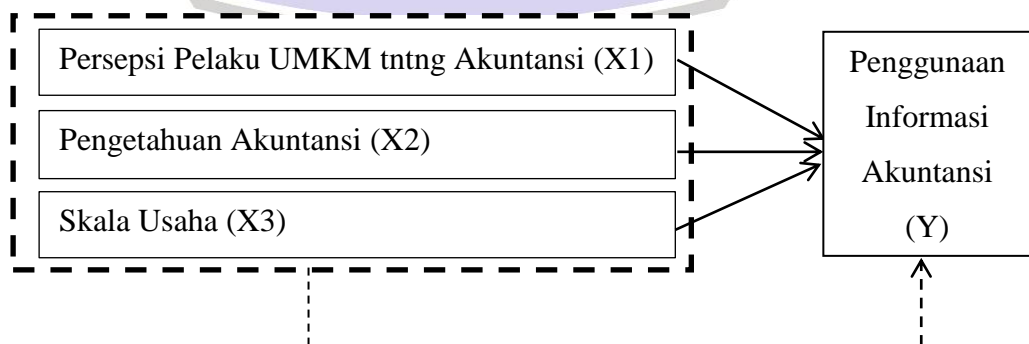 Persepsi Pelaku UMKM tntng Akuntansi (X1)
Pengetahuan Akuntansi (X2)
Skala Usaha (X3)
Penggunaan
Informasi
Akuntansi
(Y)